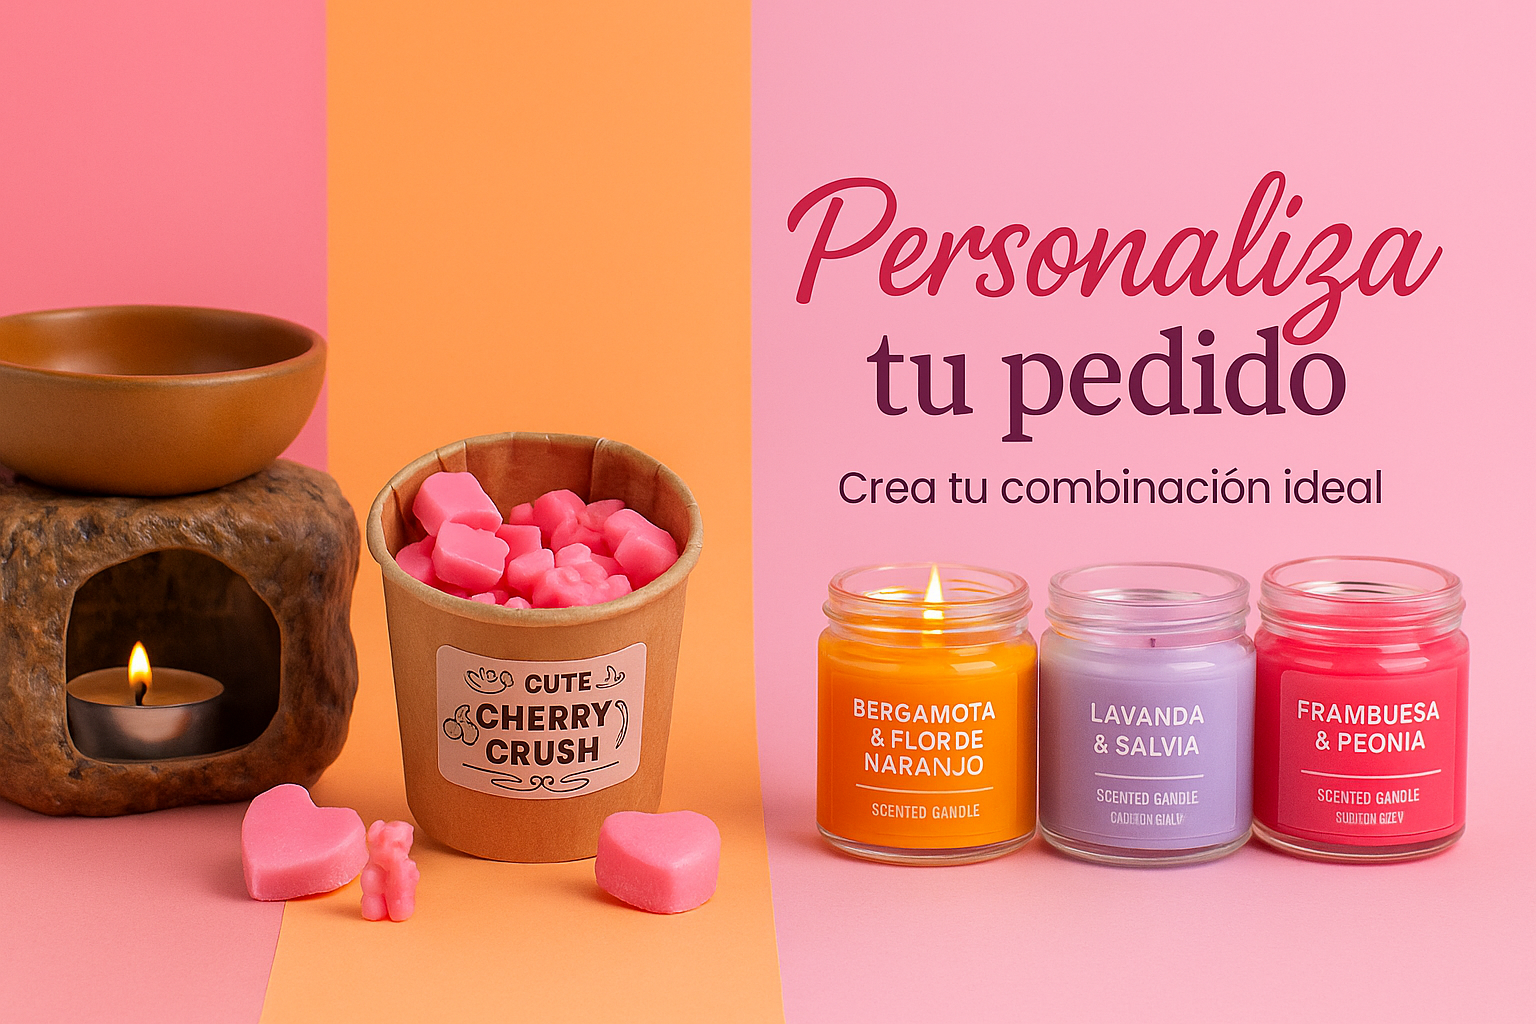 Personaliza
tu pedido
Crea tu combinación ideal
CUTE
CHERRY
CRUSH
BERGAMOTA
& FLOR DE
NARANJO
SCENTED GANDLE
LAVANDA
& SALVIA
SCENTED GANDLE
FRAMBUESA
& PEONIA
SCENTED GANDLE